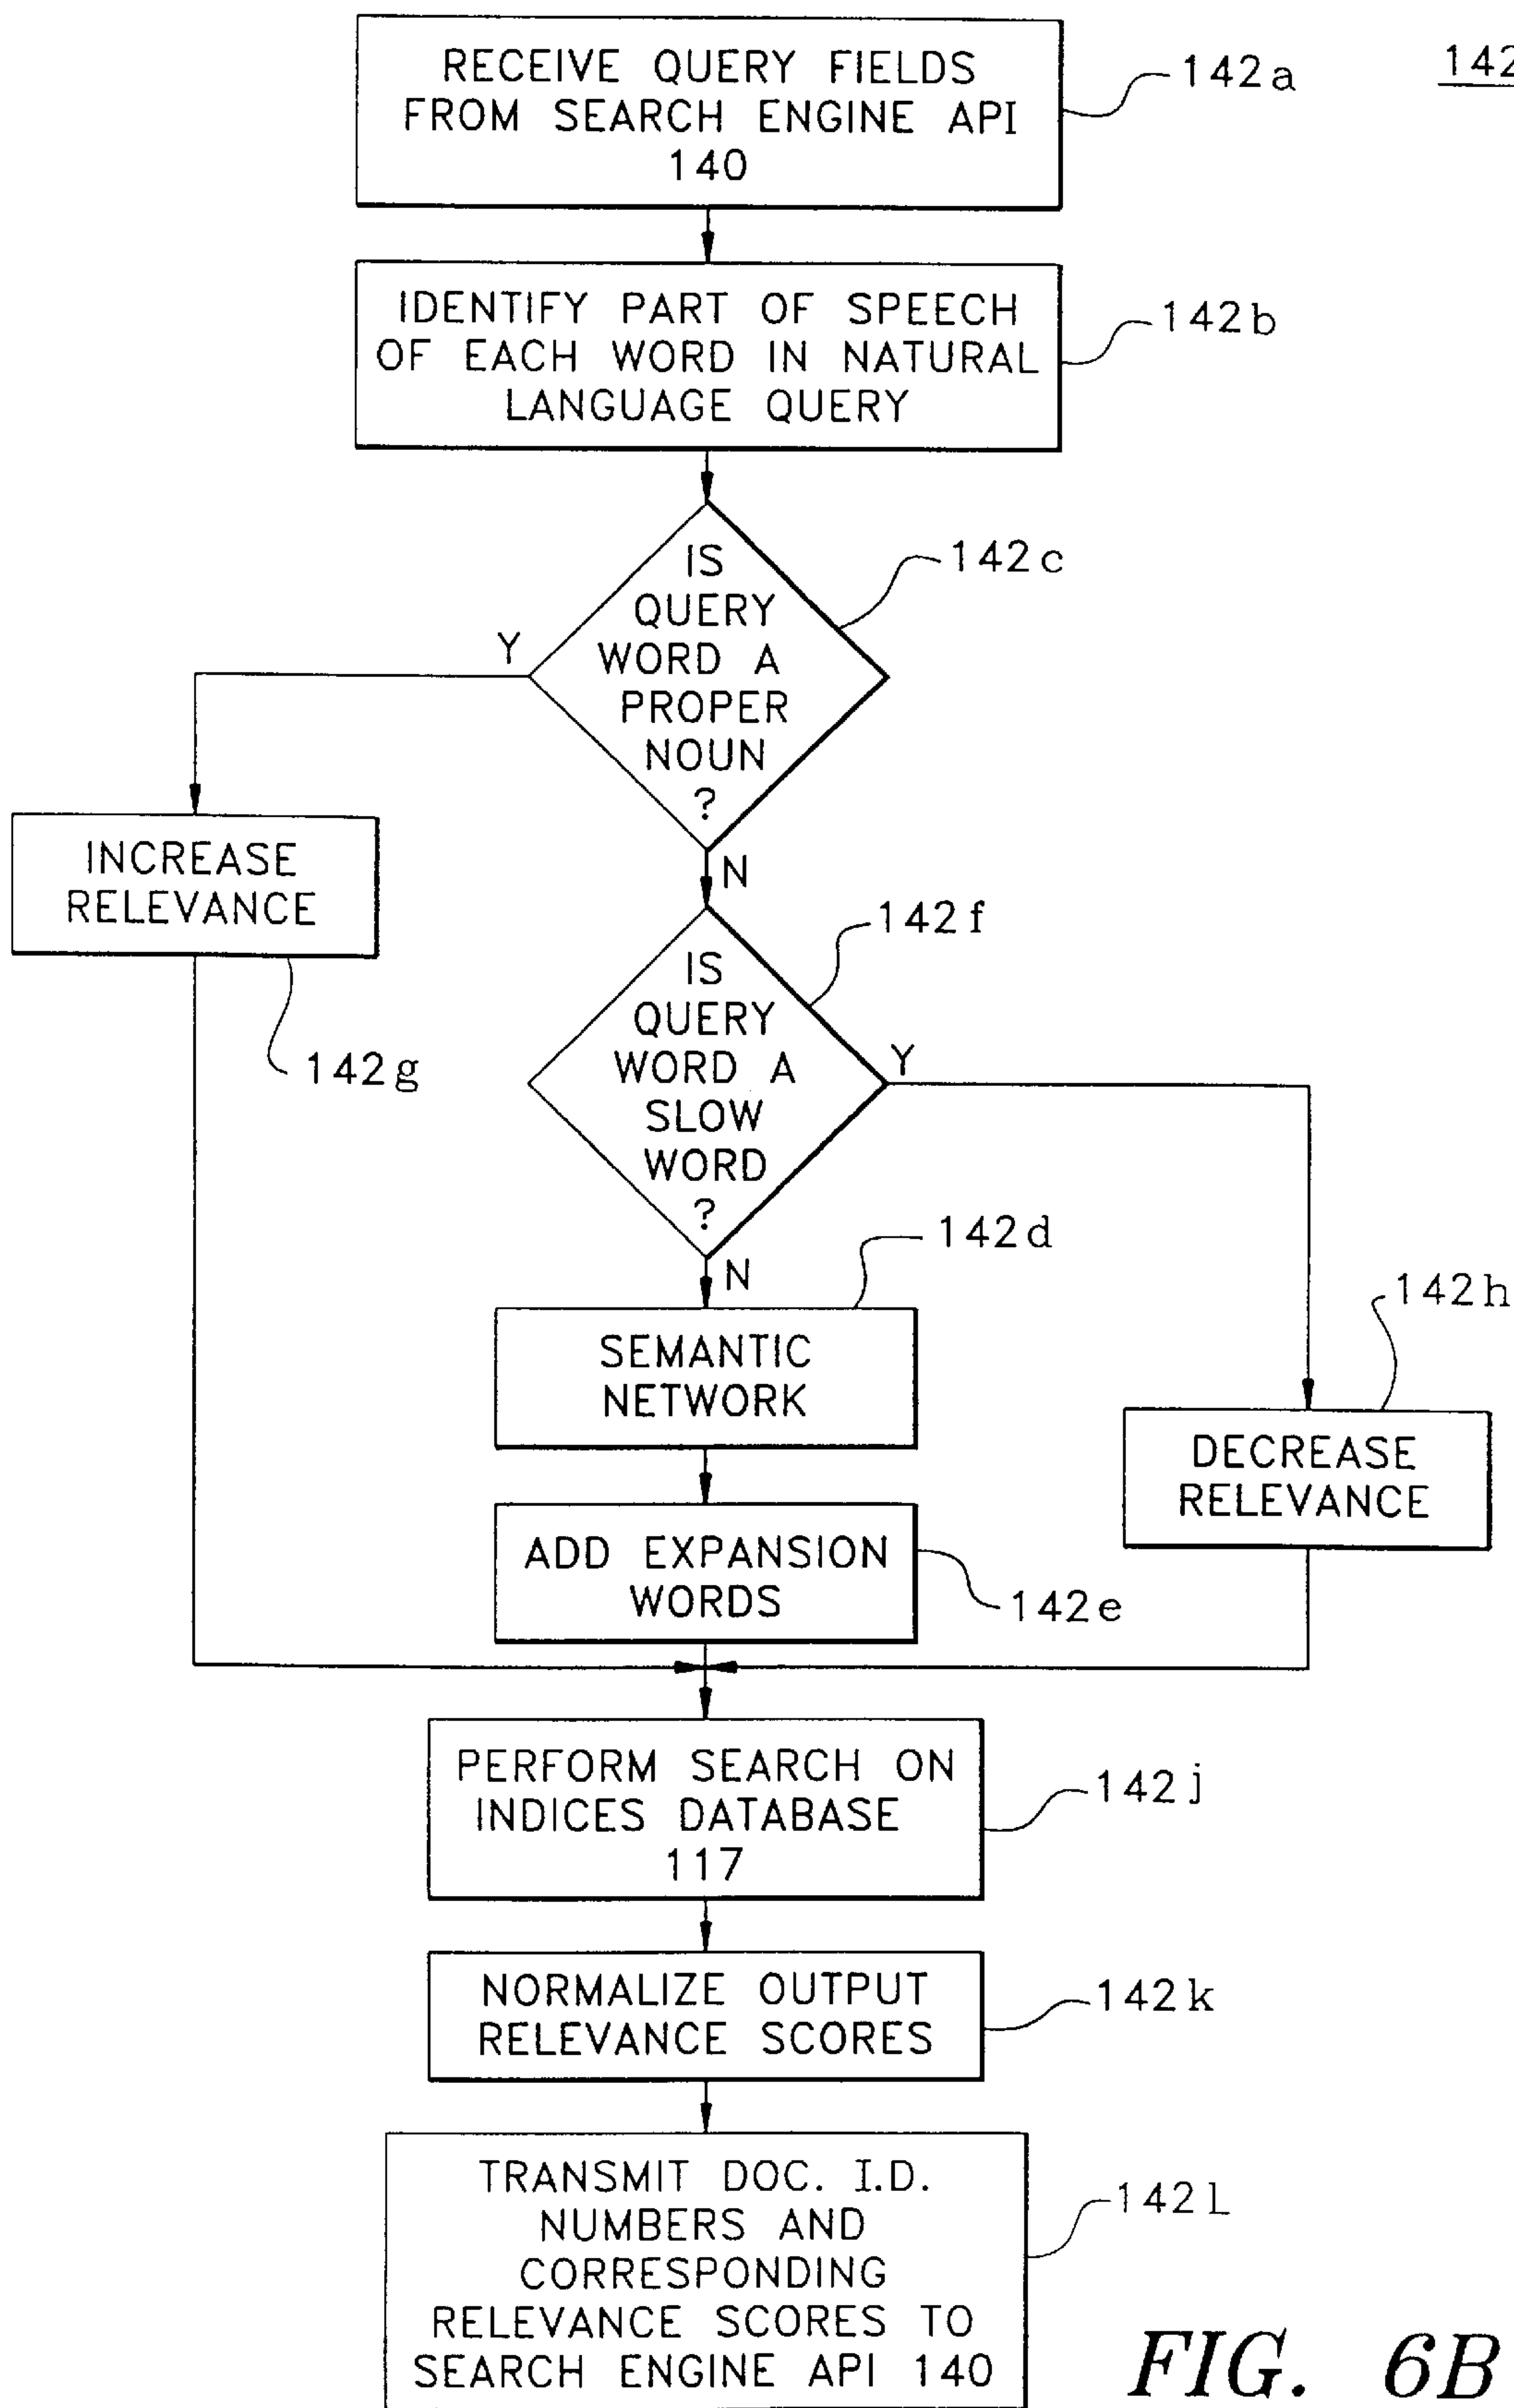 142
RECEIVE QUERY FIELDS
FROM SEARCH ENGINE API
140
142a
IDENTIFY PART OF SPEECH
OF EACH WORD IN NATURAL
LANGUAGE QUERY
142b
IS
QUERY
WORD A
PROPER
NOUN
?
142c
Y
N
INCREASE
RELEVANCE
142g
IS
QUERY
WORD A
SLOW
WORD
?
142f
Y
N
142d
SEMANTIC
NETWORK
142h
DECREASE
RELEVANCE
ADD EXPANSION
WORDS
142e
PERFORM SEARCH ON
INDICES DATABASE
117
142j
NORMALIZE OUTPUT
RELEVANCE SCORES
142k
TRANSMIT DOC. I.D.
NUMBERS AND
CORRESPONDING
RELEVANCE SCORES TO
SEARCH ENGINE API 140
142l
FIG. 6B